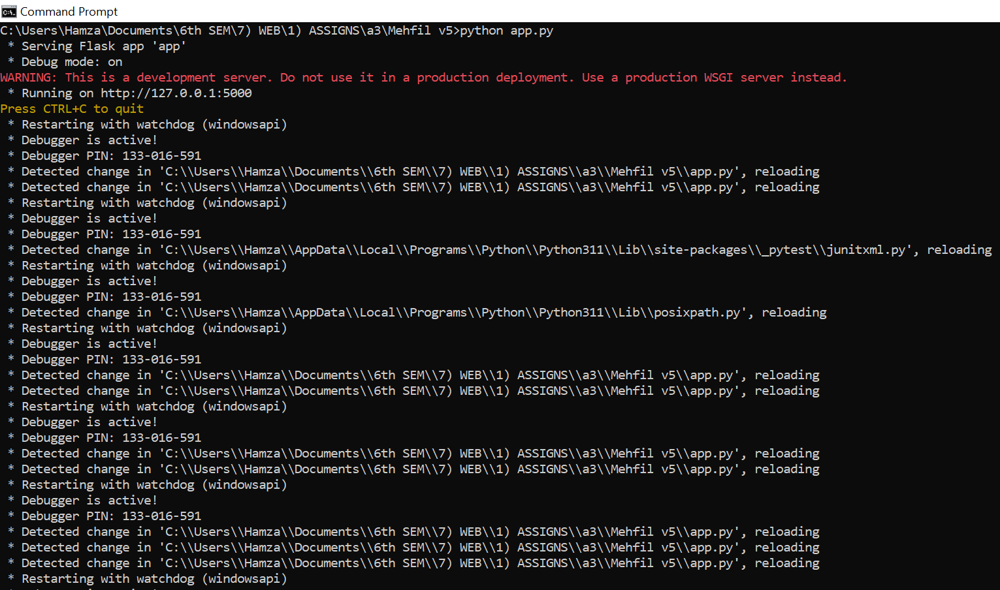 Command Prompt
C:\Users\Hamza\Documents\6th SEM\7) WEB\1) ASSIGNS\a3\Mehfil v5>python app.py
 * Serving Flask app 'app'
 * Debug mode: on
WARNING: This is a development server. Do not use it in a production deployment. Use a production WSGI server instead.
 * Running on http://127.0.0.1:5000
Press CTRL+C to quit
 * Restarting with watchdog (windowsapi)
 * Debugger is active!
 * Debugger PIN: 133-016-591
 * Detected change in 'C:\\Users\\Hamza\\Documents\\6th SEM\\7) WEB\\1) ASSIGNS\\a3\\Mehfil v5\\app.py', reloading
 * Detected change in 'C:\\Users\\Hamza\\Documents\\6th SEM\\7) WEB\\1) ASSIGNS\\a3\\Mehfil v5\\app.py', reloading
 * Restarting with watchdog (windowsapi)
 * Debugger is active!
 * Debugger PIN: 133-016-591
 * Detected change in 'C:\\Users\\Hamza\\AppData\\Local\\Programs\\Python\\Python311\\Lib\\site-packages\\_pytest\\junitxml.py', reloading
 * Restarting with watchdog (windowsapi)
 * Debugger is active!
 * Debugger PIN: 133-016-591
 * Detected change in 'C:\\Users\\Hamza\\AppData\\Local\\Programs\\Python\\Python311\\Lib\\posixpath.py', reloading
 * Restarting with watchdog (windowsapi)
 * Debugger is active!
 * Debugger PIN: 133-016-591
 * Detected change in 'C:\\Users\\Hamza\\Documents\\6th SEM\\7) WEB\\1) ASSIGNS\\a3\\Mehfil v5\\app.py', reloading
 * Detected change in 'C:\\Users\\Hamza\\Documents\\6th SEM\\7) WEB\\1) ASSIGNS\\a3\\Mehfil v5\\app.py', reloading
 * Restarting with watchdog (windowsapi)
 * Debugger is active!
 * Debugger PIN: 133-016-591
 * Detected change in 'C:\\Users\\Hamza\\Documents\\6th SEM\\7) WEB\\1) ASSIGNS\\a3\\Mehfil v5\\app.py', reloading
 * Detected change in 'C:\\Users\\Hamza\\Documents\\6th SEM\\7) WEB\\1) ASSIGNS\\a3\\Mehfil v5\\app.py', reloading
 * Restarting with watchdog (windowsapi)
 * Debugger is active!
 * Debugger PIN: 133-016-591
 * Detected change in 'C:\\Users\\Hamza\\Documents\\6th SEM\\7) WEB\\1) ASSIGNS\\a3\\Mehfil v5\\app.py', reloading
 * Detected change in 'C:\\Users\\Hamza\\Documents\\6th SEM\\7) WEB\\1) ASSIGNS\\a3\\Mehfil v5\\app.py', reloading
 * Detected change in 'C:\\Users\\Hamza\\Documents\\6th SEM\\7) WEB\\1) ASSIGNS\\a3\\Mehfil v5\\app.py', reloading
 * Restarting with watchdog (windowsapi)